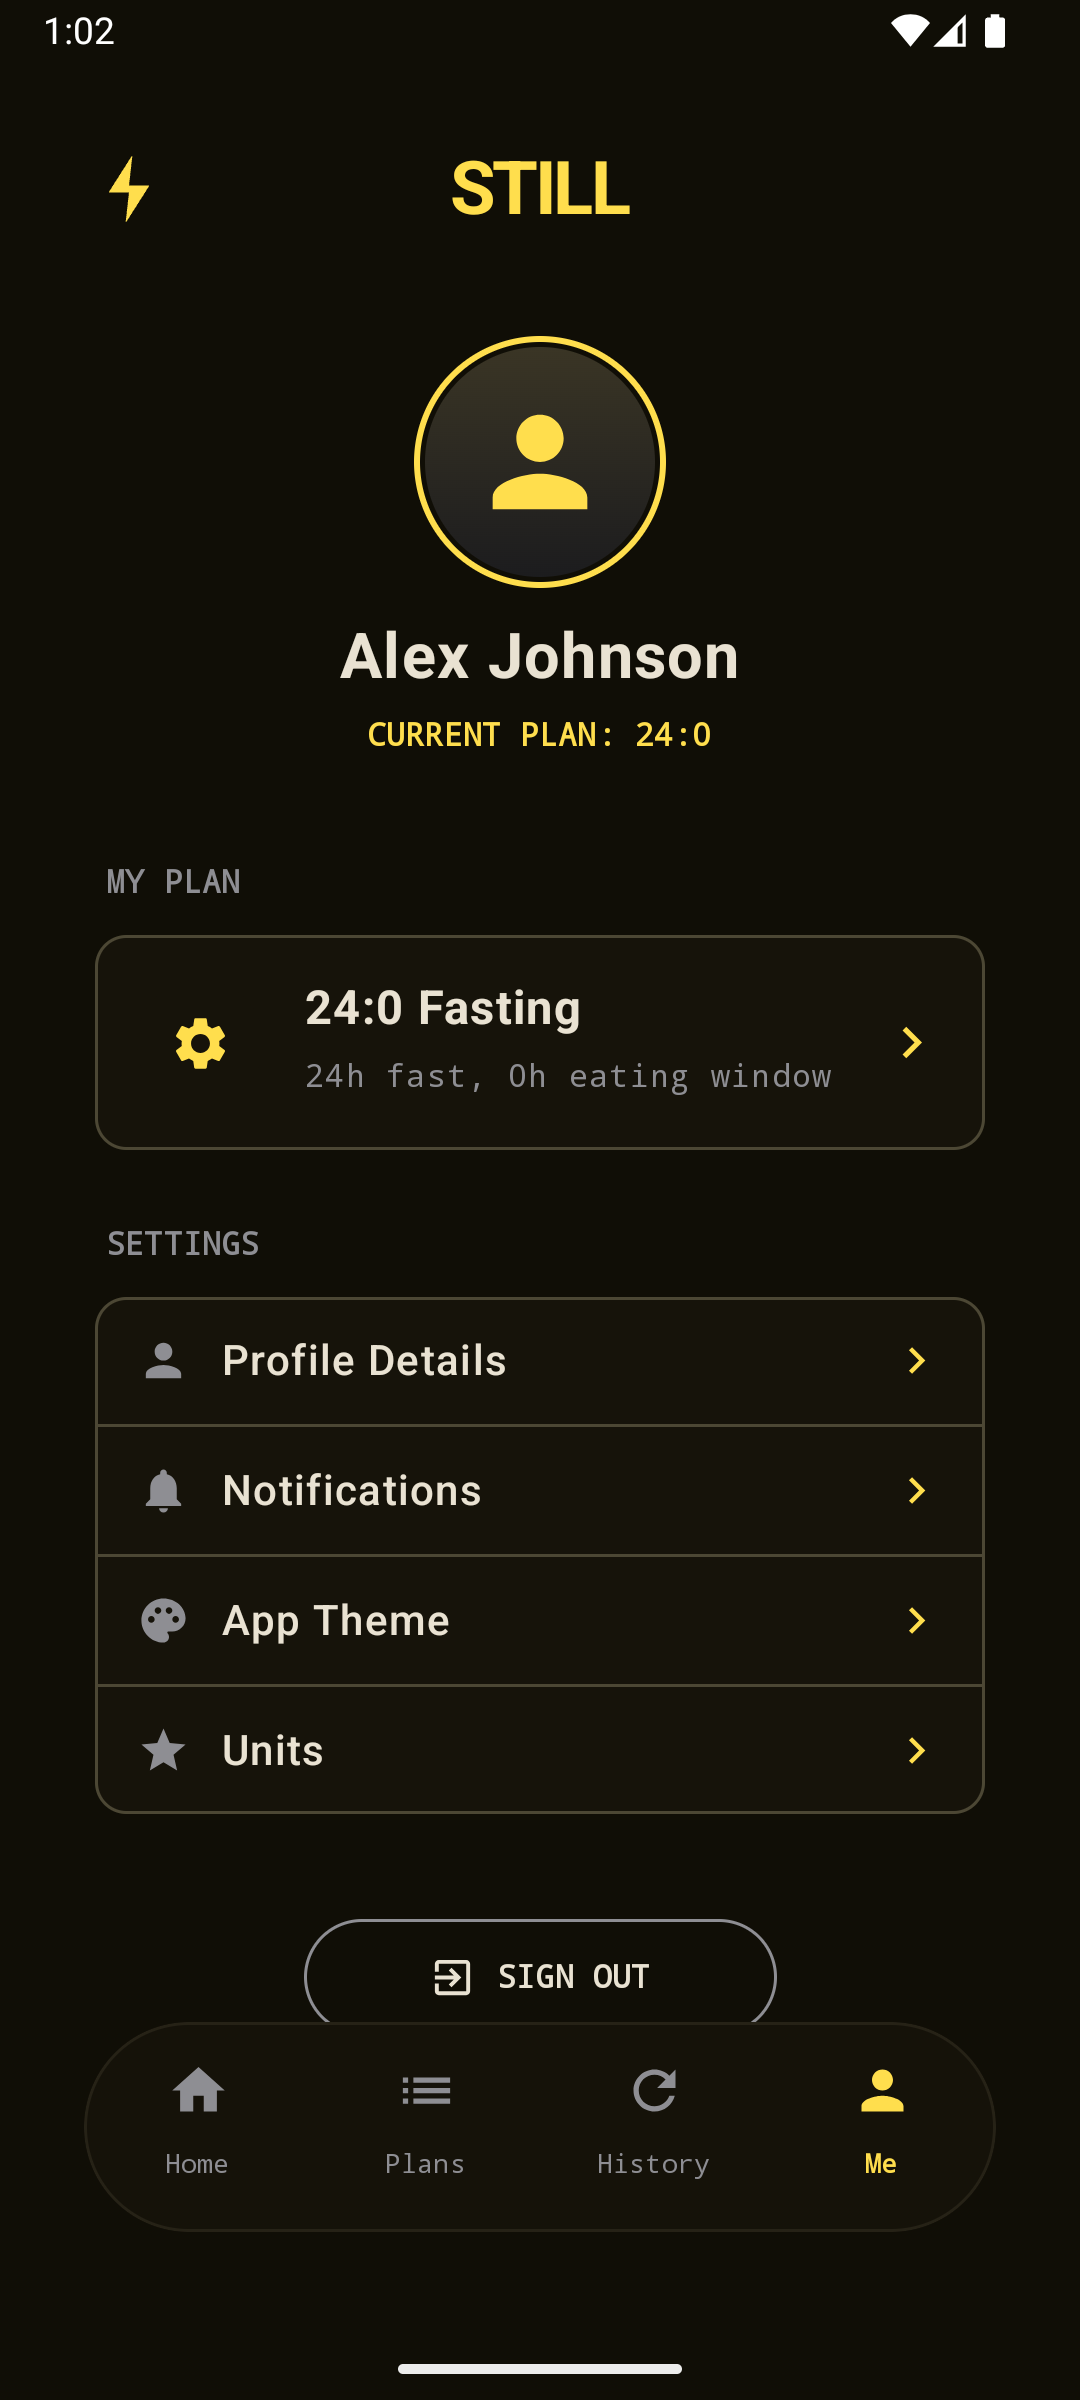 1:02
STILL
Alex Johnson
CURRENT PLAN: 24:0
MY PLAN
24:0 Fasting
24h fast, 0h eating window
SETTINGS
Profile Details
Notifications
App Theme
Units
SIGN OUT
Home
Plans
History
Me